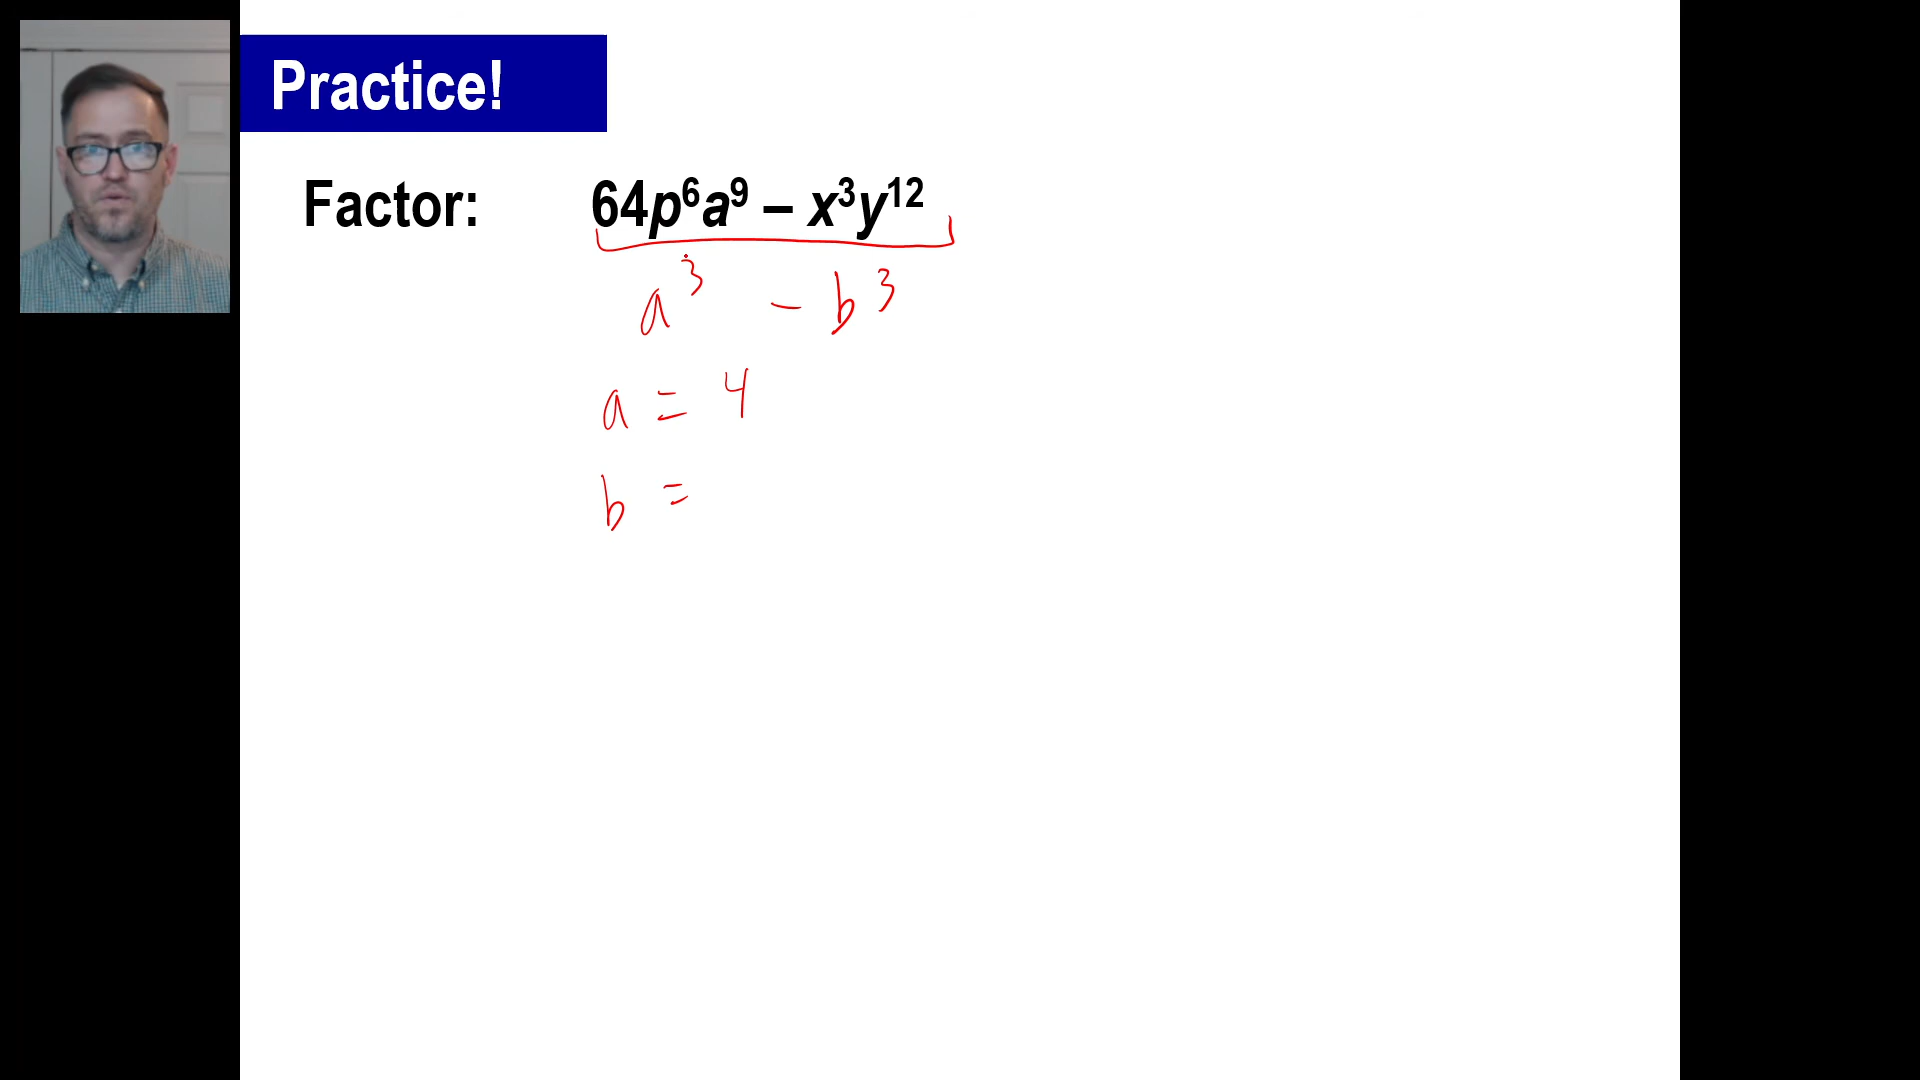 Practice!
Factor: 64p⁶a⁹ – x³y¹²
a³ - b³
a = 4
b =